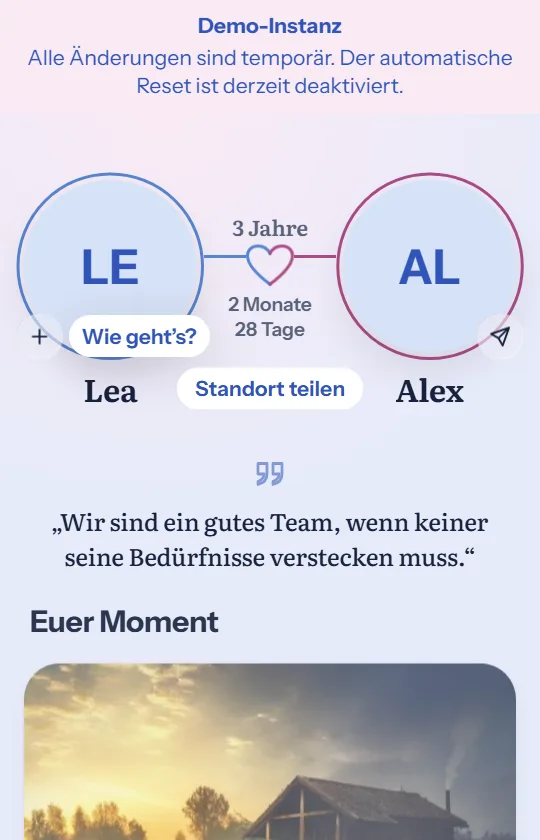 Demo-Instanz
Alle Änderungen sind temporär. Der automatische
Reset ist derzeit deaktiviert.
LE
3 Jahre
AL
2 Monate
28 Tage
Wie geht’s?
Lea
Standort teilen
Alex
„Wir sind ein gutes Team, wenn keiner
seine Bedürfnisse verstecken muss.“
Euer Moment